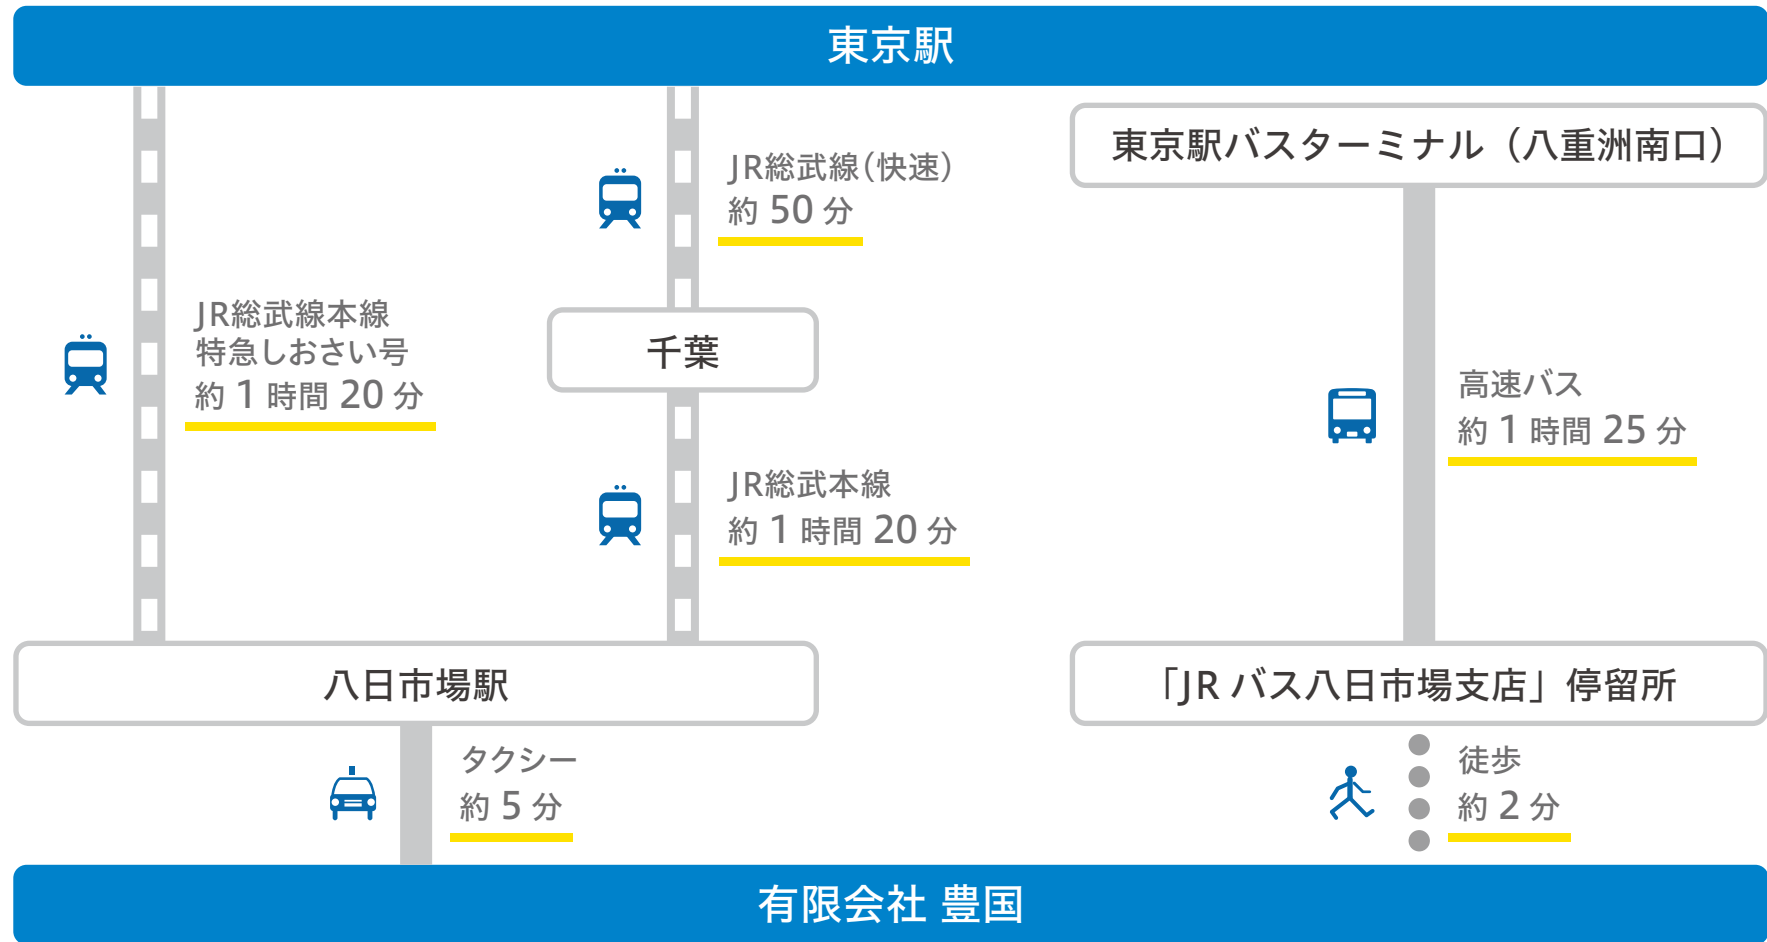 東京駅
JR総武線本線
特急しおさい号
約 1 時間 20 分
JR総武線(快速)
約 50 分
千葉
JR総武本線
約 1 時間 20 分
八日市場駅
タクシー
約 5 分
東京駅バスターミナル（八重洲南口）
高速バス
約 1 時間 25 分
「JR バス八日市場支店」停留所
徒歩
約 2 分
有限会社 豊国